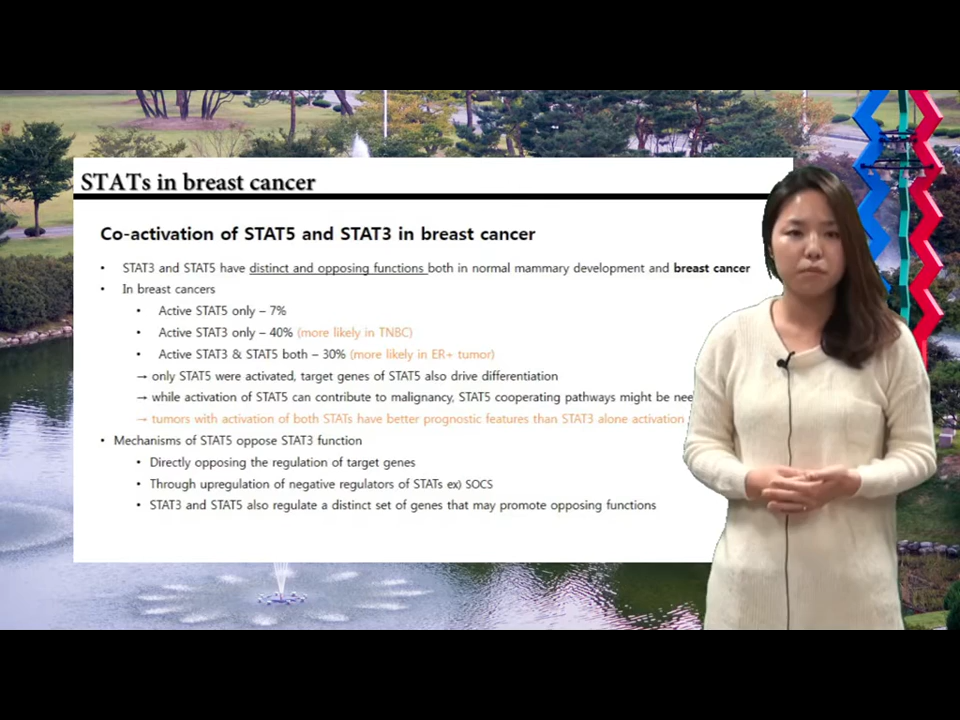 STATs in breast cancer
Co-activation of STAT5 and STAT3 in breast cancer
• STAT3 and STAT5 have distinct and opposing functions both in normal mammary development and breast cancer
• In breast cancers
• Active STAT5 only – 7%
• Active STAT3 only – 40% (more likely in TNBC)
• Active STAT3 & STAT5 both – 30% (more likely in ER+ tumor)
→ only STAT5 were activated, target genes of STAT5 also drive differentiation
→ while activation of STAT5 can contribute to malignancy, STAT5 cooperating pathways might be
→ tumors with activation of both STATs have better prognostic features than STAT3 alone activation
• Mechanisms of STAT5 oppose STAT3 function
• Directly opposing the regulation of target genes
• Through upregulation of negative regulators of STATs ex) SOCS
• STAT3 and STAT5 also regulate a distinct set of genes that may promote opposing functions